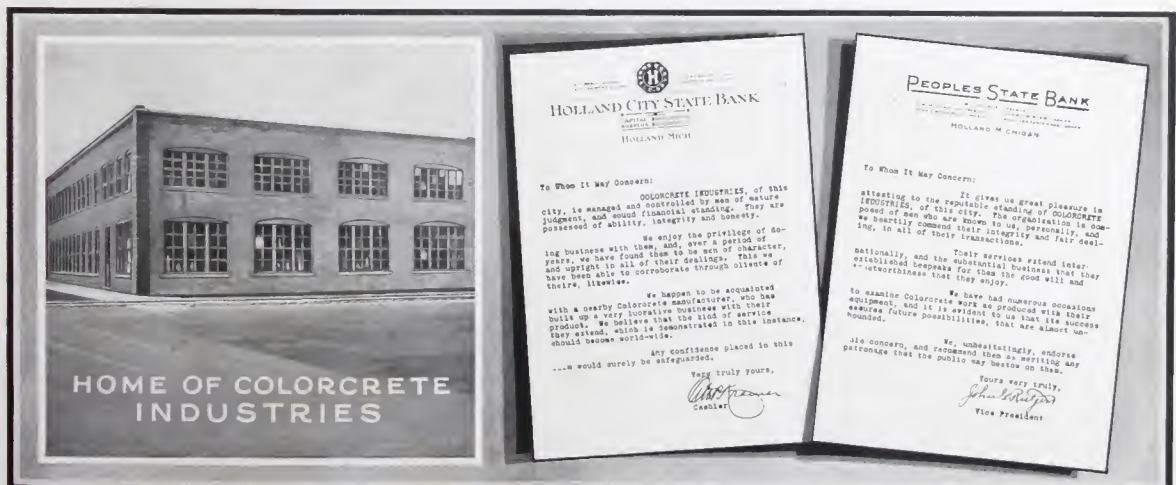 HOME OF COLORCRETE
INDUSTRIES
H
HOLLAND CITY STATE BANK
CAPITAL
SURPLUS
HOLLAND MICH
To Whom It May Concern:
COLORCRETE INDUSTRIES, of this
city, is managed and controlled by men of mature
judgment, and sound financial standing. They are
possessed of ability, integrity and honesty.
We enjoy the privilege of do-
ing business with them, and, over a period of
years, we have found them to be men of character,
and upright in all of their dealings. This we
have been able to corroborate through clients of
theirs, likewise.
We happen to be acquainted
with a nearby Colorcrete manufacturer, who has
built up a very lucrative business with their
product. We believe that the kind of service
they extend, which is demonstrated in this instance,
should become world-wide.
Any confidence placed in this
would surely be safeguarded.
Very truly yours,
Cashier
PEOPLES STATE BANK
HOLLAND MICHIGAN
To Whom It May Concern:
It gives us great pleasure in
attesting to the reputable standing of COLORCRETE
INDUSTRIES, of this city. The organization is com-
posed of men who are known to us, personally, and
we heartily commend their integrity and fair deal-
ing, in all of their transactions.
Their services extend inter-
nationally, and the substantial business that they
established bespeaks for them the good will and
that they enjoy.
We have had numerous occasions
to examine Colorcrete work as produced with their
equipment, and it is evident to us that its success
assures future possibilities, that are almost un-
bounded.
We, unhesitatingly, endorse
concern, and recommend them as meriting any
patronage that the public may bestow on them.
Yours very truly,
Vice President